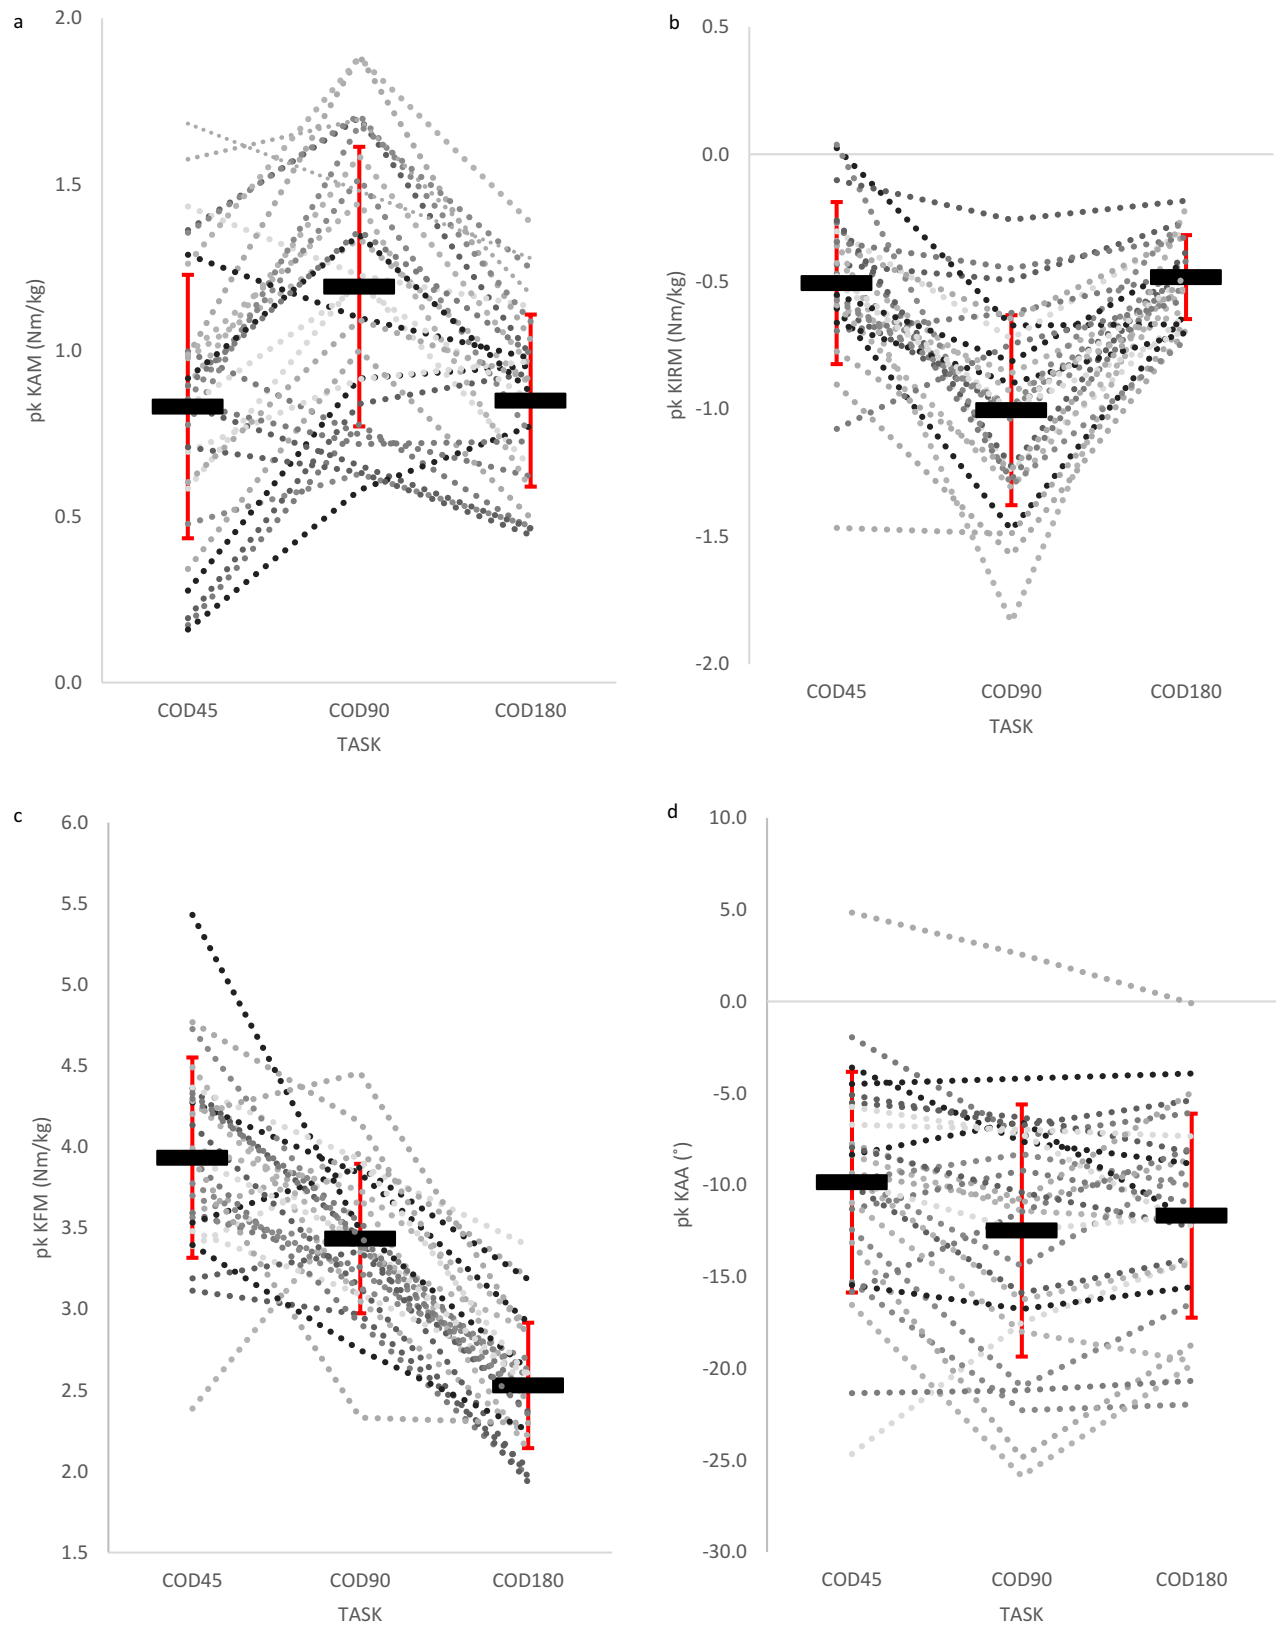 a
2.0
1.5
1.0
0.5
0.0
pk KAM (Nm/kg)
COD45 COD90 COD180
TASK
b
0.5
0.0
-0.5
-1.0
-1.5
-2.0
pk KIRM (Nm/kg)
COD45 COD90 COD180
TASK
c
6.0
5.5
5.0
4.5
4.0
3.5
3.0
2.5
2.0
1.5
pk KFM (Nm/kg)
COD45 COD90 COD180
TASK
d
10.0
5.0
0.0
-5.0
-10.0
-15.0
-20.0
-25.0
-30.0
pk KAA (°)
COD45 COD90 COD180
TASK